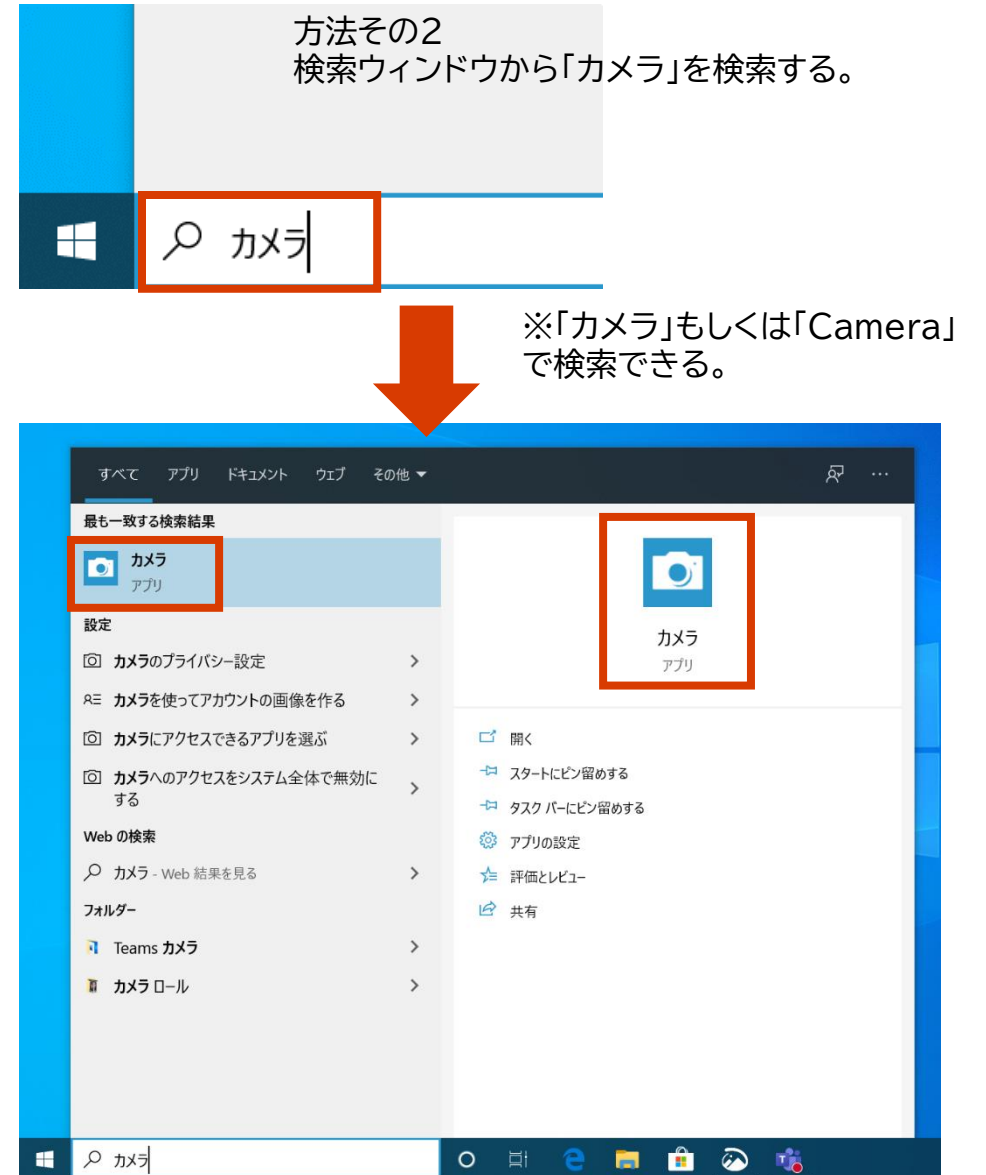 方法その2
検索ウィンドウから「カメラ」を検索する。
カメラ
※「カメラ」もしくは「Camera」
で検索できる。
すべて アプリ ドキュメント ウェブ その他
最も一致する検索結果
カメラ
アプリ
設定
カメラのプライバシー設定
カメラを使ってアカウントの画像を作る
カメラにアクセスできるアプリを選ぶ
カメラへのアクセスをシステム全体で無効に
する
Web の検索
カメラ - Web 結果を見る
フォルダー
Teams カメラ
カメラ ロール
カメラ
アプリ
開く
スタートにピン留めする
タスク バーにピン留めする
アプリの設定
評価とレビュー
共有
カメラ